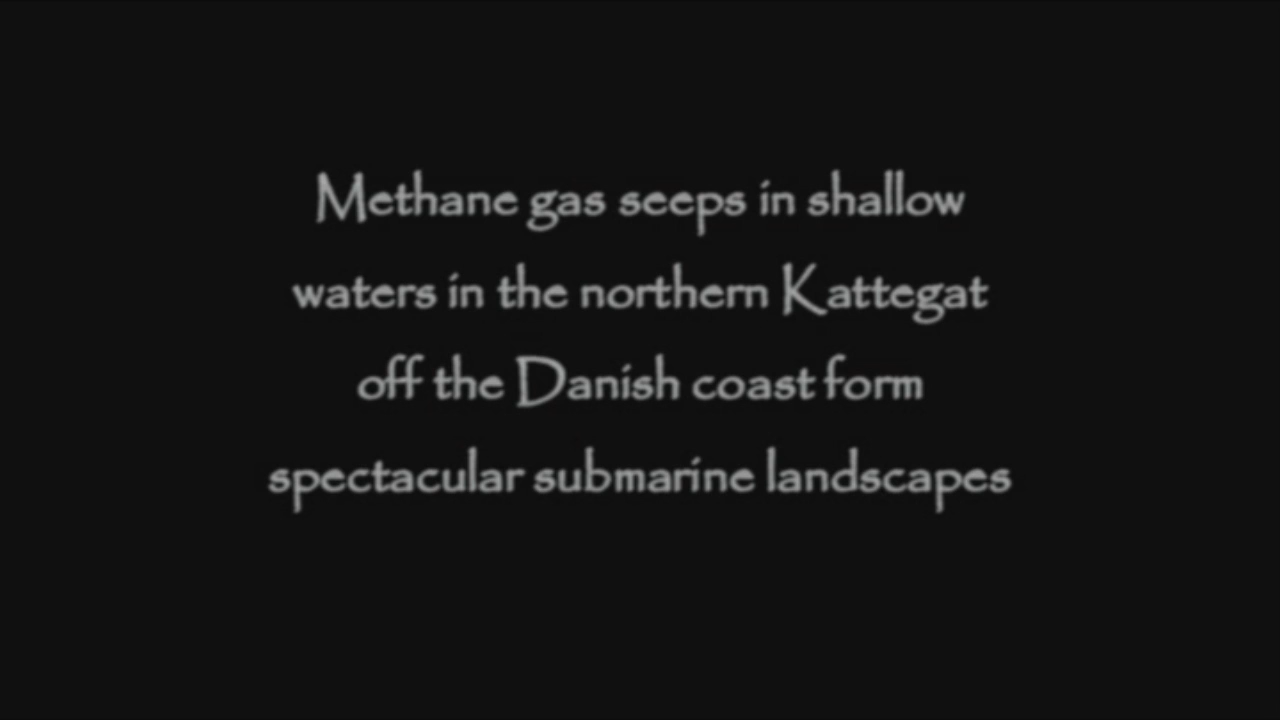 Methane gas seeps in shallow
waters in the northern Kattegat
off the Danish coast form
spectacular submarine landscapes